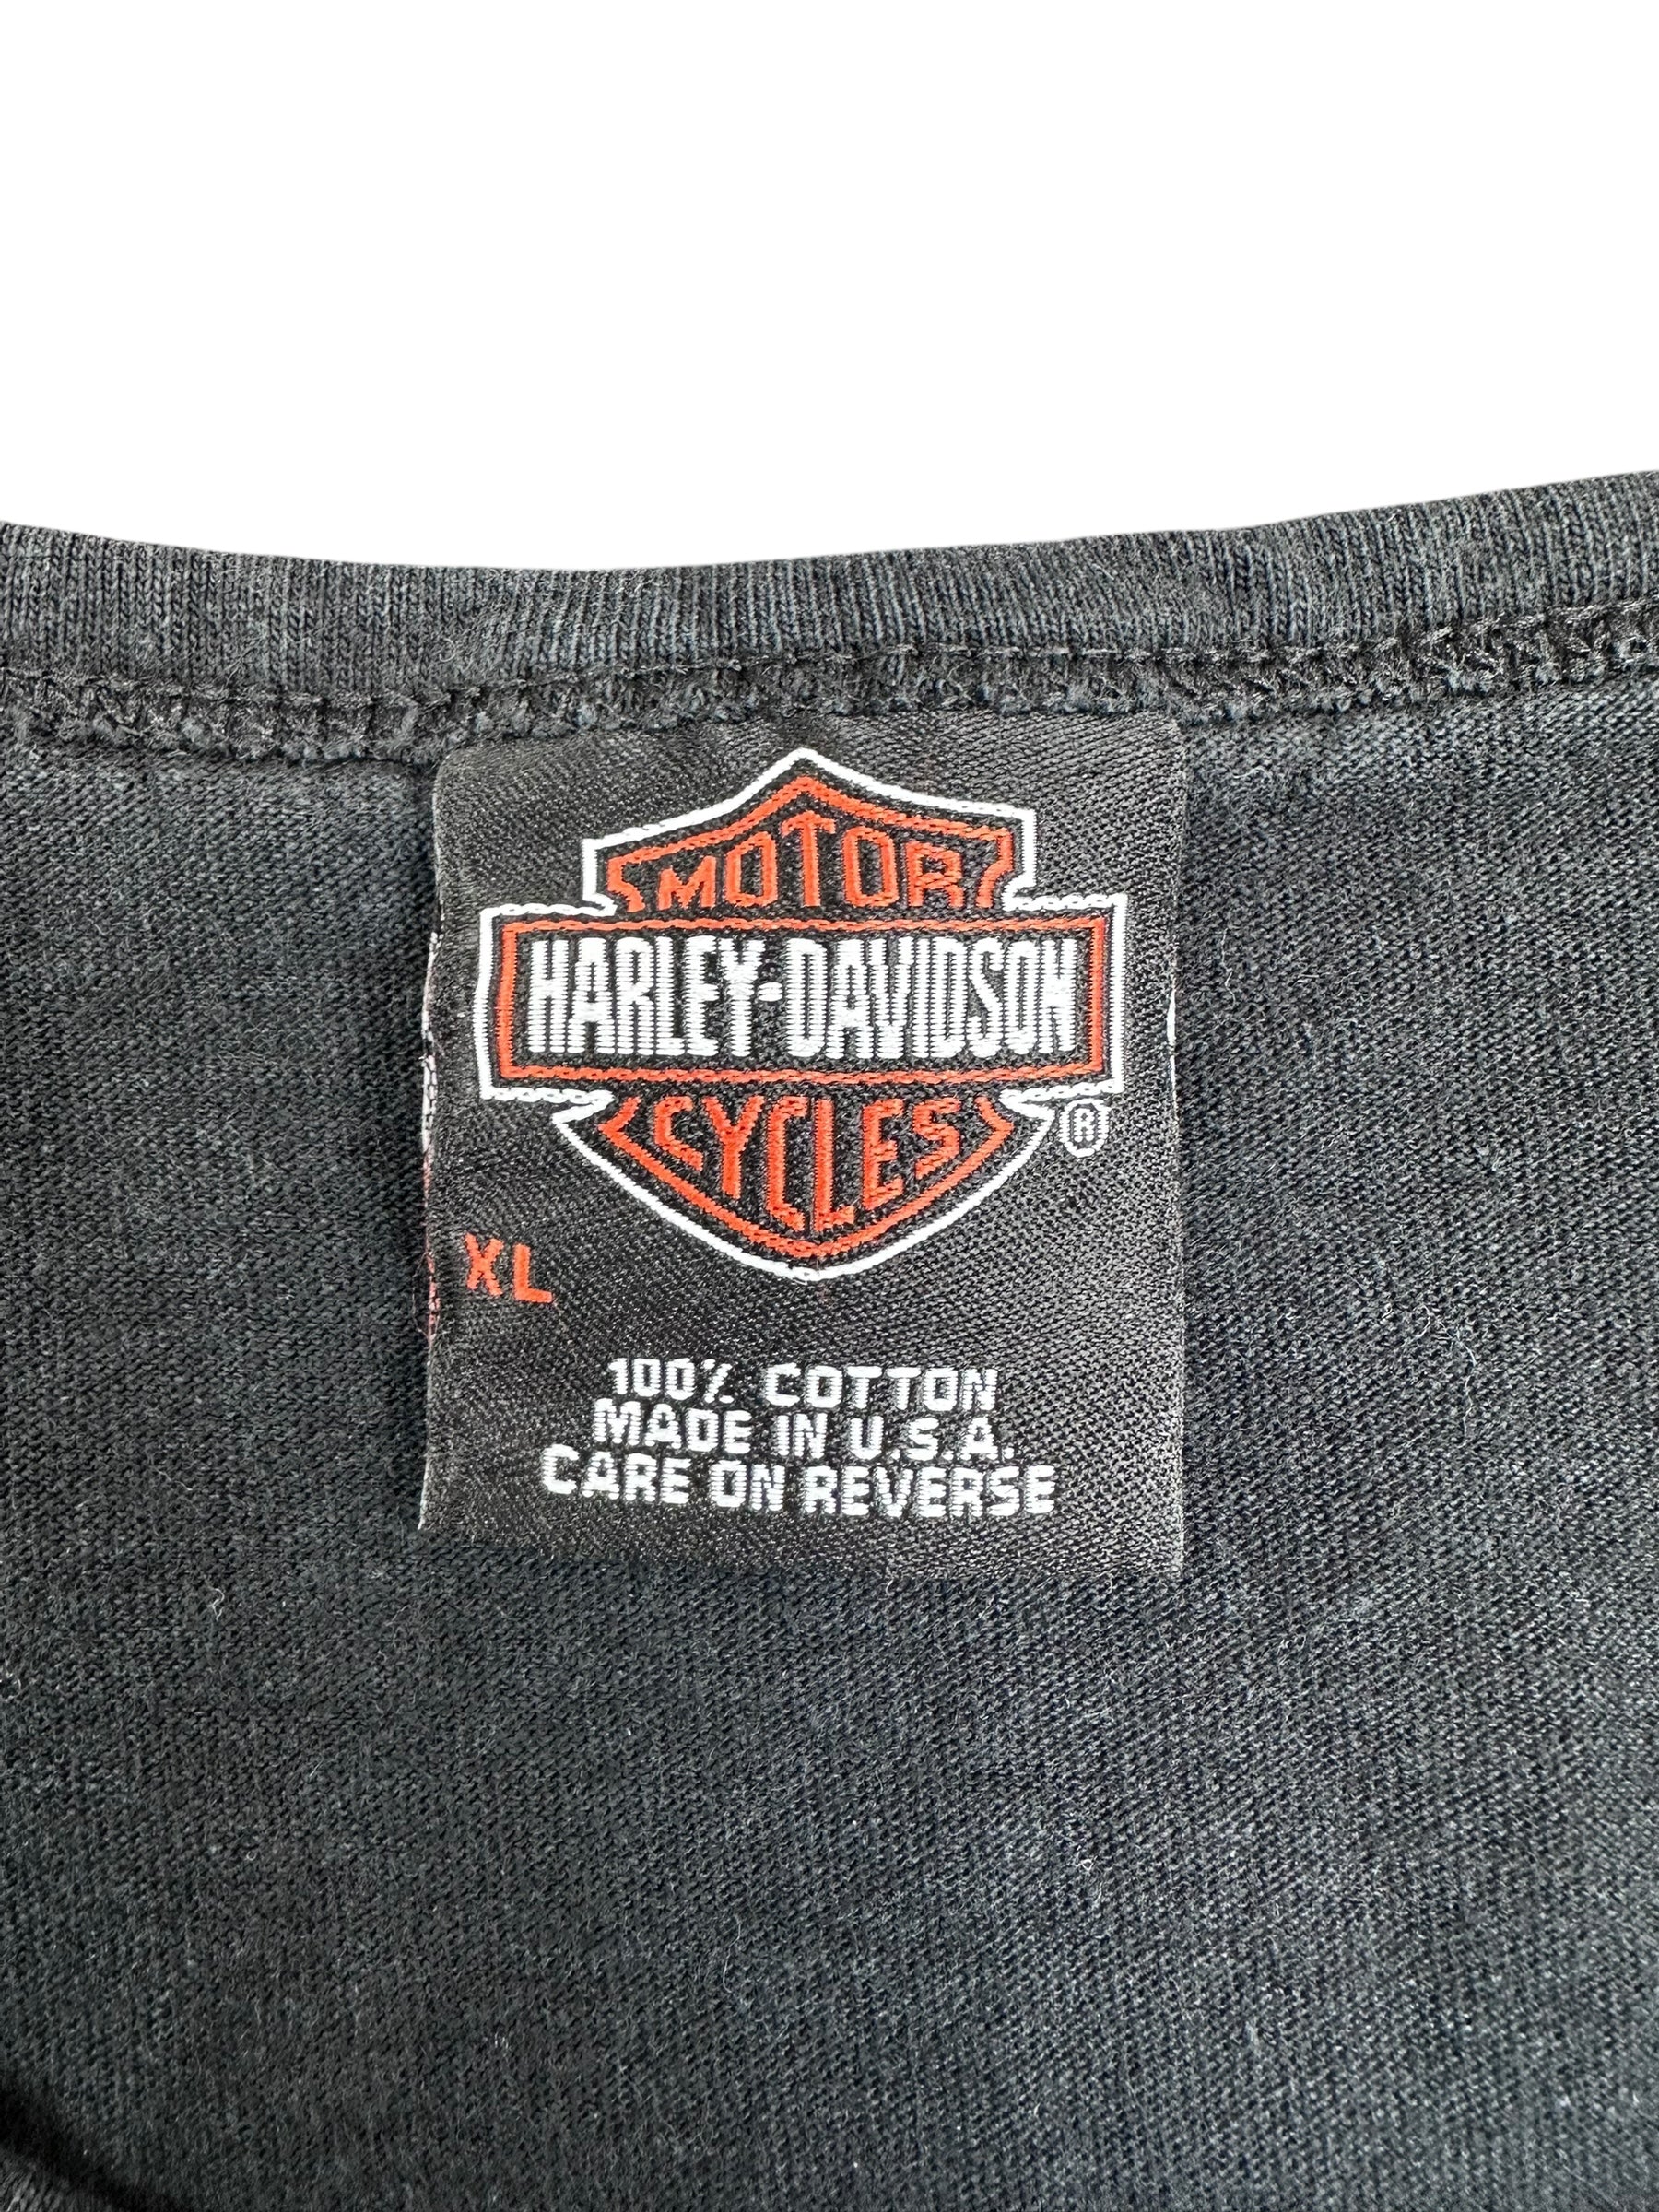 MOTOR
HARLEY-DAVIDSON
CYCLES
®
XL
100% COTTON
MADE IN U.S.A.
CARE ON REVERSE